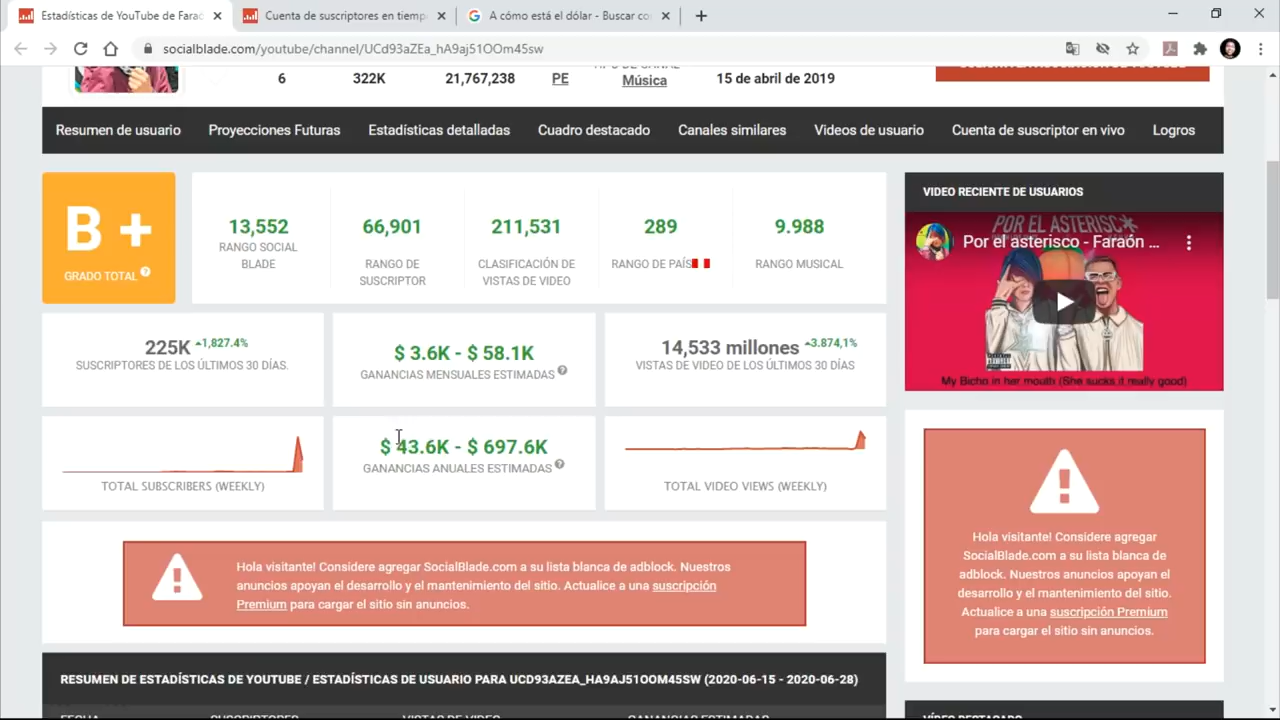 Estadísticas de YouTube de Farac
Cuenta de suscriptores en tiemp
A cómo está el dólar - Buscar co
socialblade.com/youtube/channel/UCd93aZEa_hA9aj51OOm45sw
6 322K 21,767,238 PE Música 15 de abril de 2019
Resumen de usuario Proyecciones Futuras Estadísticas detalladas Cuadro destacado Canales similares Videos de usuario Cuenta de suscriptor en vivo Logros
B +
GRADO TOTAL ?
13,552
RANGO SOCIAL
BLADE
66,901
RANGO DE
SUSCRIPTOR
211,531
CLASIFICACIÓN DE
VISTAS DE VIDEO
289
RANGO DE PAÍS
9.988
RANGO MUSICAL
225K 1,827.4%
SUSCRIPTORES DE LOS ÚLTIMOS 30 DÍAS.
$ 3.6K - $ 58.1K
GANANCIAS MENSUALES ESTIMADAS ?
14,533 millones 3.874,1%
VISTAS DE VIDEO DE LOS ÚLTIMOS 30 DÍAS
TOTAL SUBSCRIBERS (WEEKLY)
$ 43.6K - $ 697.6K
GANANCIAS ANUALES ESTIMADAS ?
TOTAL VIDEO VIEWS (WEEKLY)
Hola visitante! Considere agregar SocialBlade.com a su lista blanca de adblock. Nuestros
anuncios apoyan el desarrollo y el mantenimiento del sitio. Actualice a una suscripción
Premium para cargar el sitio sin anuncios.
RESUMEN DE ESTADÍSTICAS DE YOUTUBE / ESTADÍSTICAS DE USUARIO PARA UCD93AZEA_HA9AJ51OOM45SW (2020-06-15 - 2020-06-28)
VIDEO RECIENTE DE USUARIOS
POR EL ASTERISC*
Por el asterisco - Faraón ...
My Bicho in her mouth (She sucks it really good)
Hola visitante! Considere agregar
SocialBlade.com a su lista blanca de
adblock. Nuestros anuncios apoyan el
desarrollo y el mantenimiento del sitio.
Actualice a una suscripción Premium
para cargar el sitio sin anuncios.